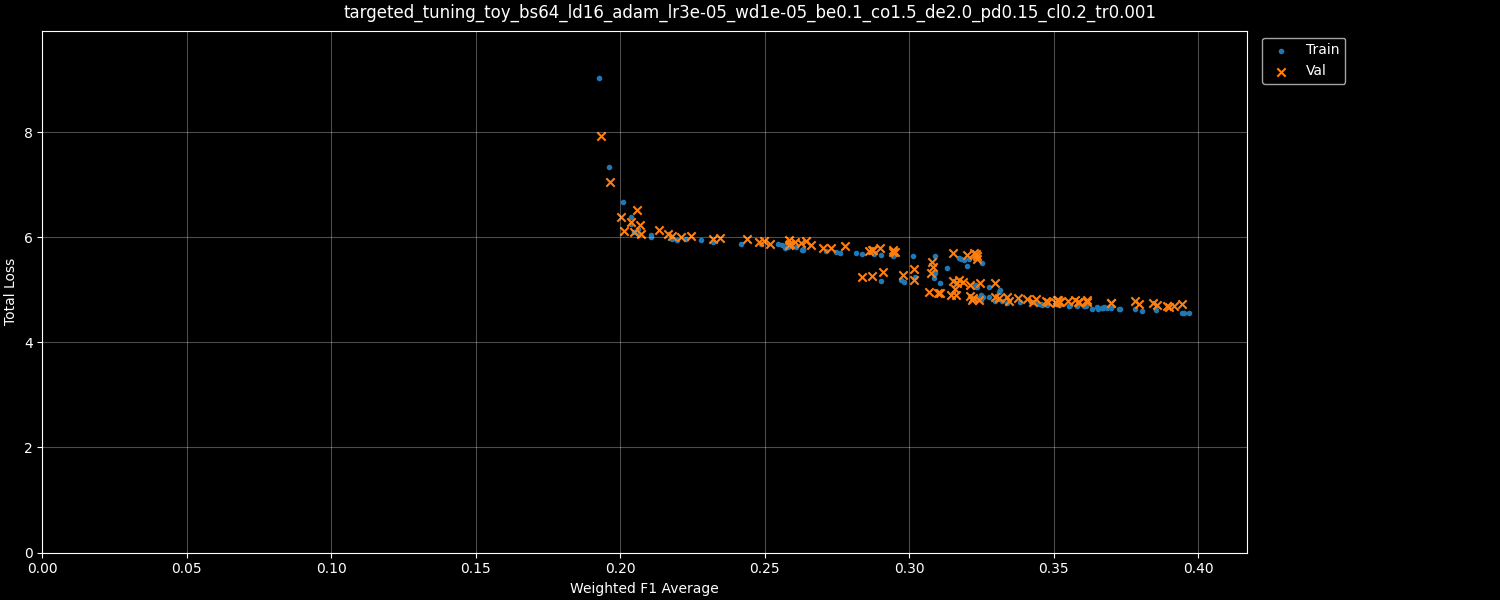 targeted_tuning_toy_bs64_ld16_adam_lr3e-05_wd1e-05_be0.1_co1.5_de2.0_pd0.15_cl0.2_tr0.001
Train
Val
8
6
4
2
0
Total Loss
0.00 0.05 0.10 0.15 0.20 0.25 0.30 0.35 0.40
Weighted F1 Average